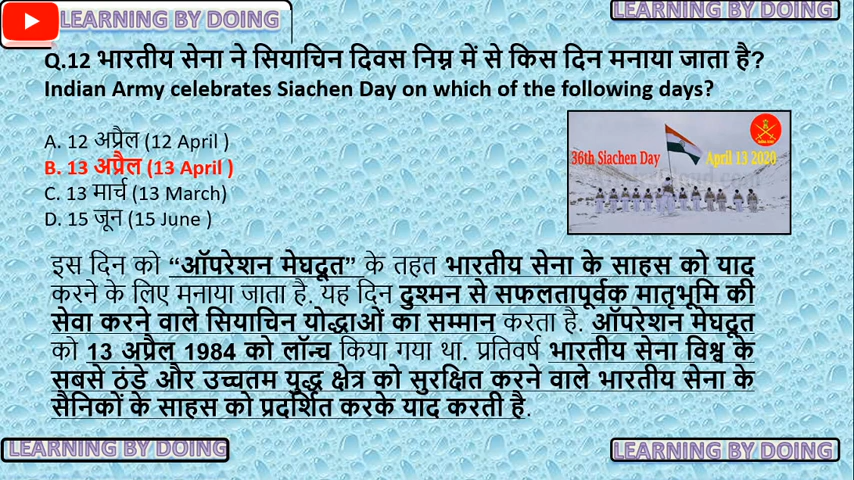 LEARNING BY DOING
LEARNING BY DOING
Q.12 भारतीय सेना ने सियाचिन दिवस निम्न में से किस दिन मनाया जाता है?
Indian Army celebrates Siachen Day on which of the following days?
A. 12 अप्रैल (12 April )
B. 13 अप्रैल (13 April )
C. 13 मार्च (13 March)
D. 15 जून (15 June )
36th Siachen Day April 13 2020
इस दिन को “ऑपरेशन मेघदूत” के तहत भारतीय सेना के साहस को याद
करने के लिए मनाया जाता है. यह दिन दुश्मन से सफलतापूर्वक मातृभूमि की
सेवा करने वाले सियाचिन योद्धाओं का सम्मान करता है. ऑपरेशन मेघदूत
को 13 अप्रैल 1984 को लॉन्च किया गया था. प्रतिवर्ष भारतीय सेना विश्व के
सबसे ठंडे और उच्चतम युद्ध क्षेत्र को सुरक्षित करने वाले भारतीय सेना के
सैनिकों के साहस को प्रदर्शित करके याद करती है.
LEARNING BY DOING
LEARNING BY DOING